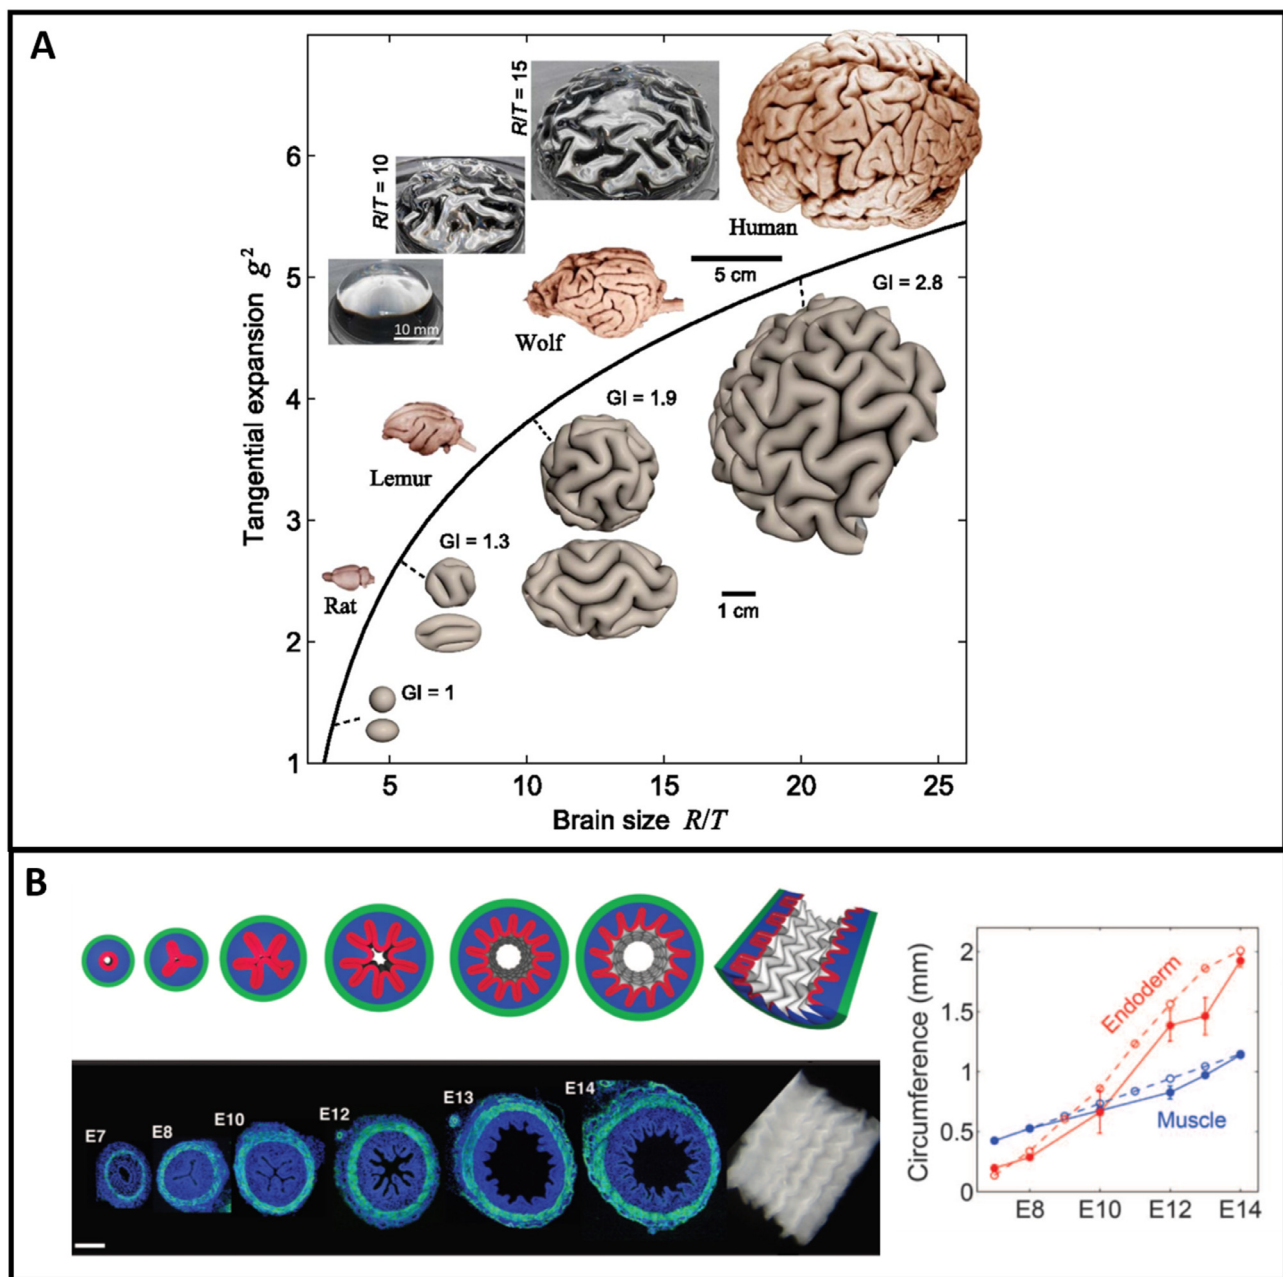 A
R/T = 15
R/T = 10
10 mm
Human
5 cm
Wolf
Lemur
Rat
GI = 2.8
GI = 1.9
GI = 1.3
GI = 1
1 cm
Tangential expansion g²
6
5
4
3
2
1
5 10 15 20 25
Brain size R/T
B
E7 E8 E10 E12 E13 E14
Circumference (mm)
2
1.5
1
0.5
0
Endoderm
Muscle
E8 E10 E12 E14